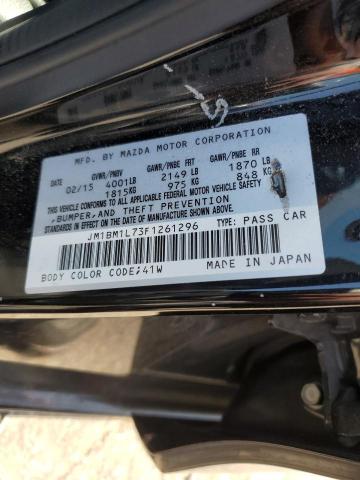 MFD. BY MAZDA MOTOR CORPORATION
GVWR/PNBV GAWR/PNBE FRT GAWR/PNBE RR
02/15 4001LB 2149 LB 1870 LB
1815KG 975 KG 848 KG
THIS VEHICLE CONFORMS TO ALL APPLICABLE FEDERAL MOTOR VEHICLE SAFETY
,BUMPER,AND THEFT PREVENTION
STANDARDS IN EFFECT ON THE DATE OF MANUFACTURE SHOWN ABOVE.
JM1BM1L73F1261296 TYPE: PASS CAR
BODY COLOR CODE;41W MADE IN JAPAN